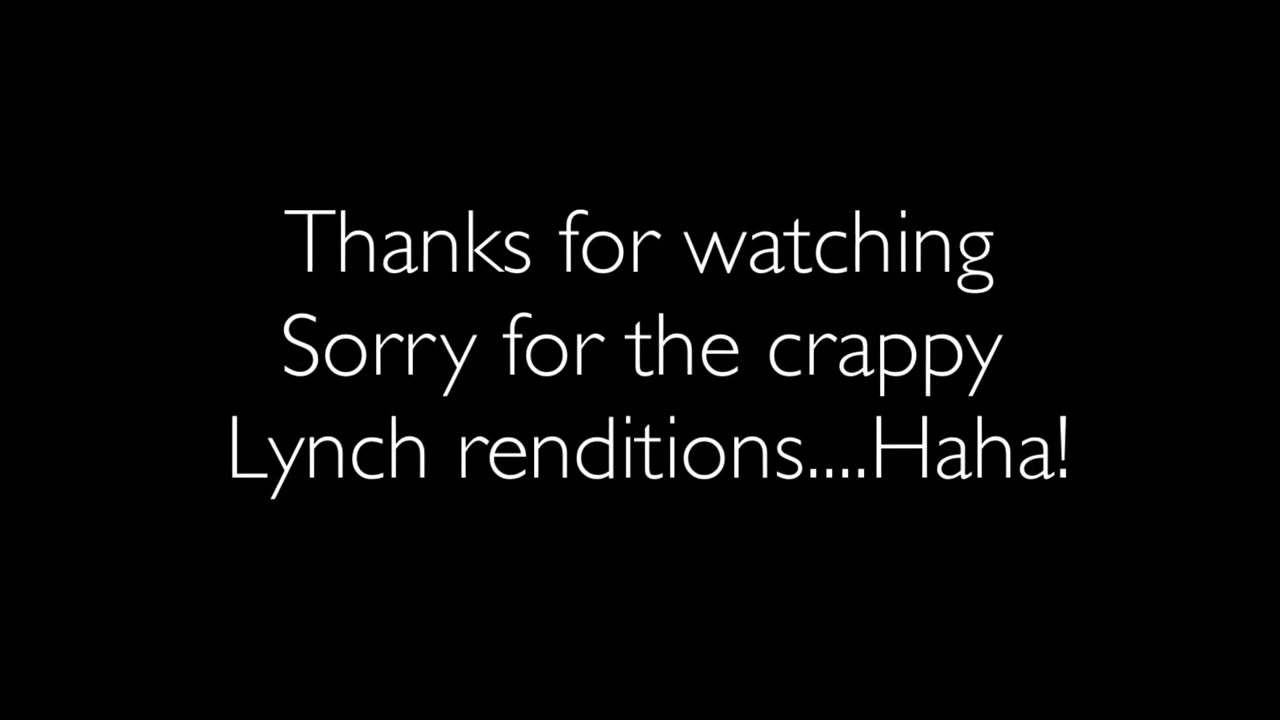 Thanks for watching
Sorry for the crappy
Lynch renditions....Haha!